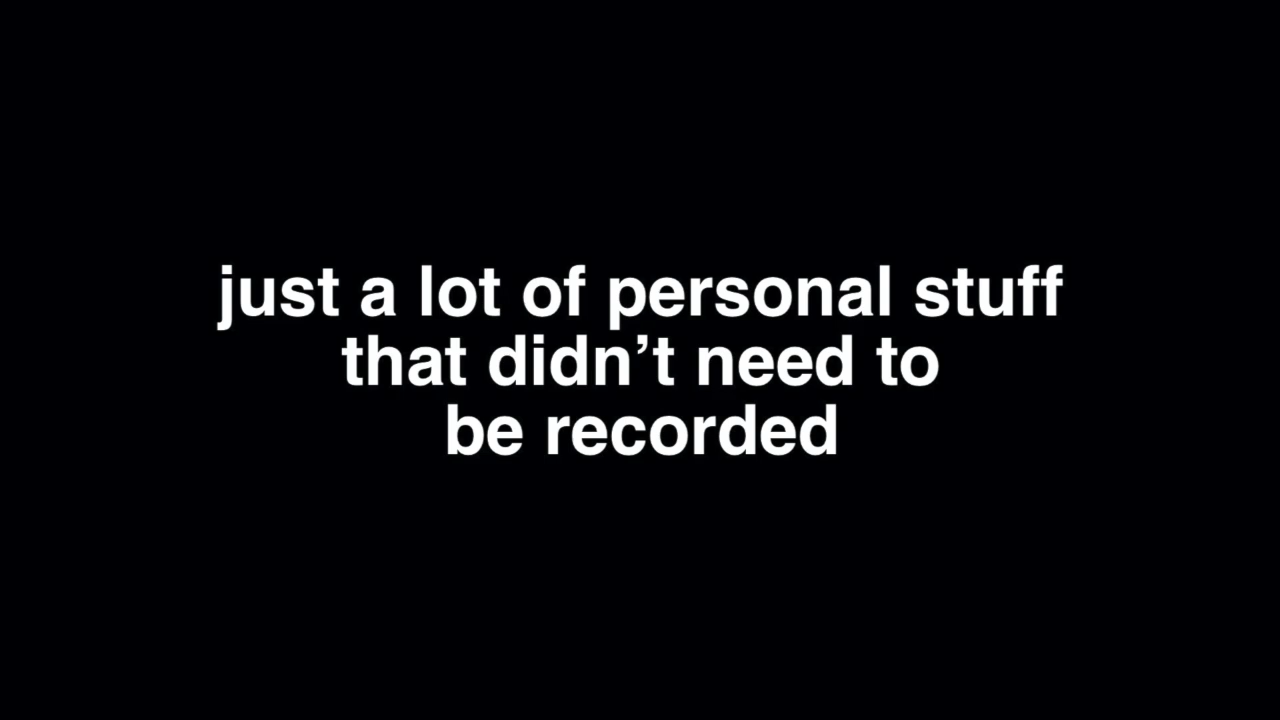 just a lot of personal stuff
that didn’t need to
be recorded